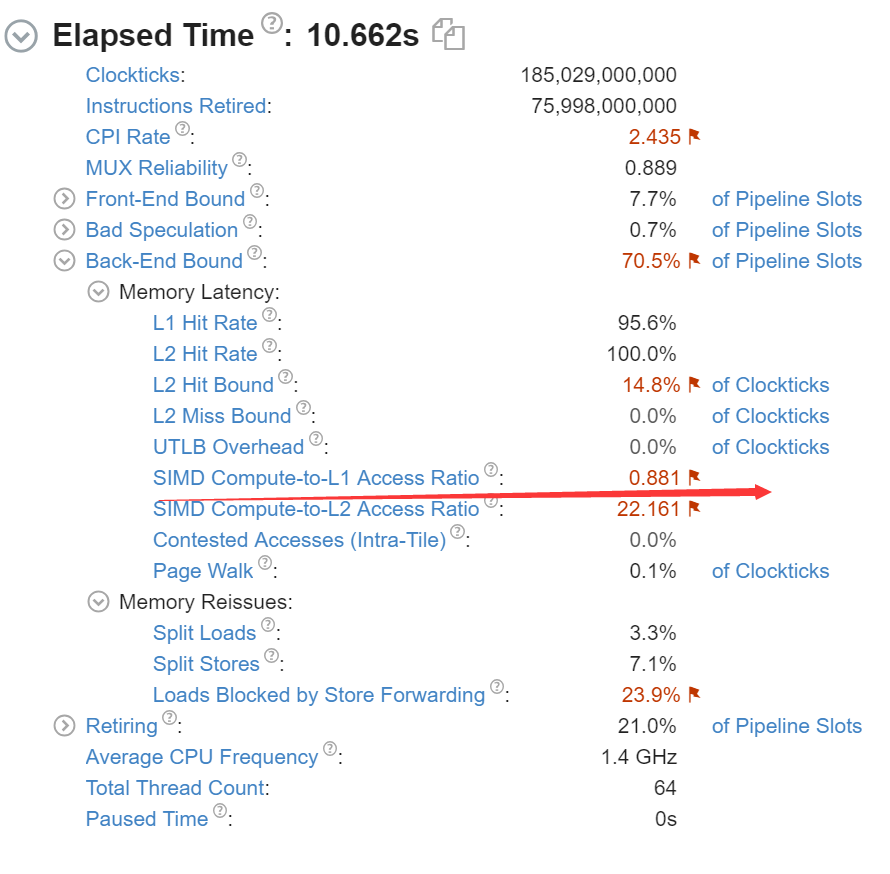 Elapsed Time ?: 10.662s
Clockticks: 185,029,000,000
Instructions Retired: 75,998,000,000
CPI Rate ?: 2.435
MUX Reliability ?: 0.889
Front-End Bound ?: 7.7% of Pipeline Slots
Bad Speculation ?: 0.7% of Pipeline Slots
Back-End Bound ?: 70.5% of Pipeline Slots
Memory Latency:
L1 Hit Rate ?: 95.6%
L2 Hit Rate ?: 100.0%
L2 Hit Bound ?: 14.8% of Clockticks
L2 Miss Bound ?: 0.0% of Clockticks
UTLB Overhead ?: 0.0% of Clockticks
SIMD Compute-to-L1 Access Ratio ?: 0.881
SIMD Compute-to-L2 Access Ratio ?: 22.161
Contested Accesses (Intra-Tile) ?: 0.0%
Page Walk ?: 0.1% of Clockticks
Memory Reissues:
Split Loads ?: 3.3%
Split Stores ?: 7.1%
Loads Blocked by Store Forwarding ?: 23.9%
Retiring ?: 21.0% of Pipeline Slots
Average CPU Frequency ?: 1.4 GHz
Total Thread Count: 64
Paused Time ?: 0s